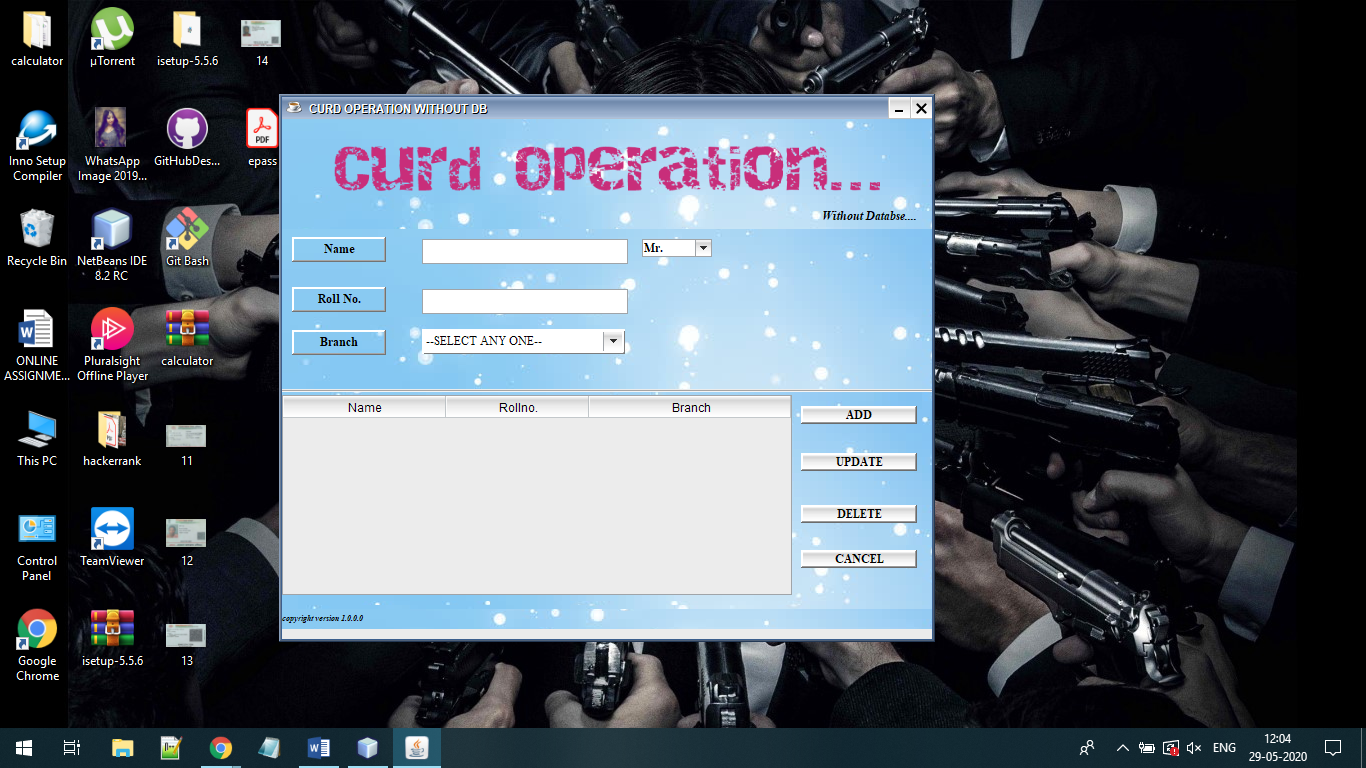 calculator
µTorrent
isetup-5.5.6
14
Inno Setup
Compiler
WhatsApp
Image 2019...
GitHubDes...
PDF
epass
Recycle Bin
NetBeans IDE
8.2 RC
Git Bash
ONLINE
ASSIGNME...
Pluralsight
Offline Player
calculator
This PC
hackerrank
11
Control
Panel
TeamViewer
12
Google
Chrome
isetup-5.5.6
13
CURD OPERATION WITHOUT DB
curd operation...
Without Databse....
Name
Mr.
Roll No.
Branch
--SELECT ANY ONE--
Name Rollno. Branch
ADD
UPDATE
DELETE
CANCEL
copyright version 1.0.0.0
ENG
12:04
29-05-2020